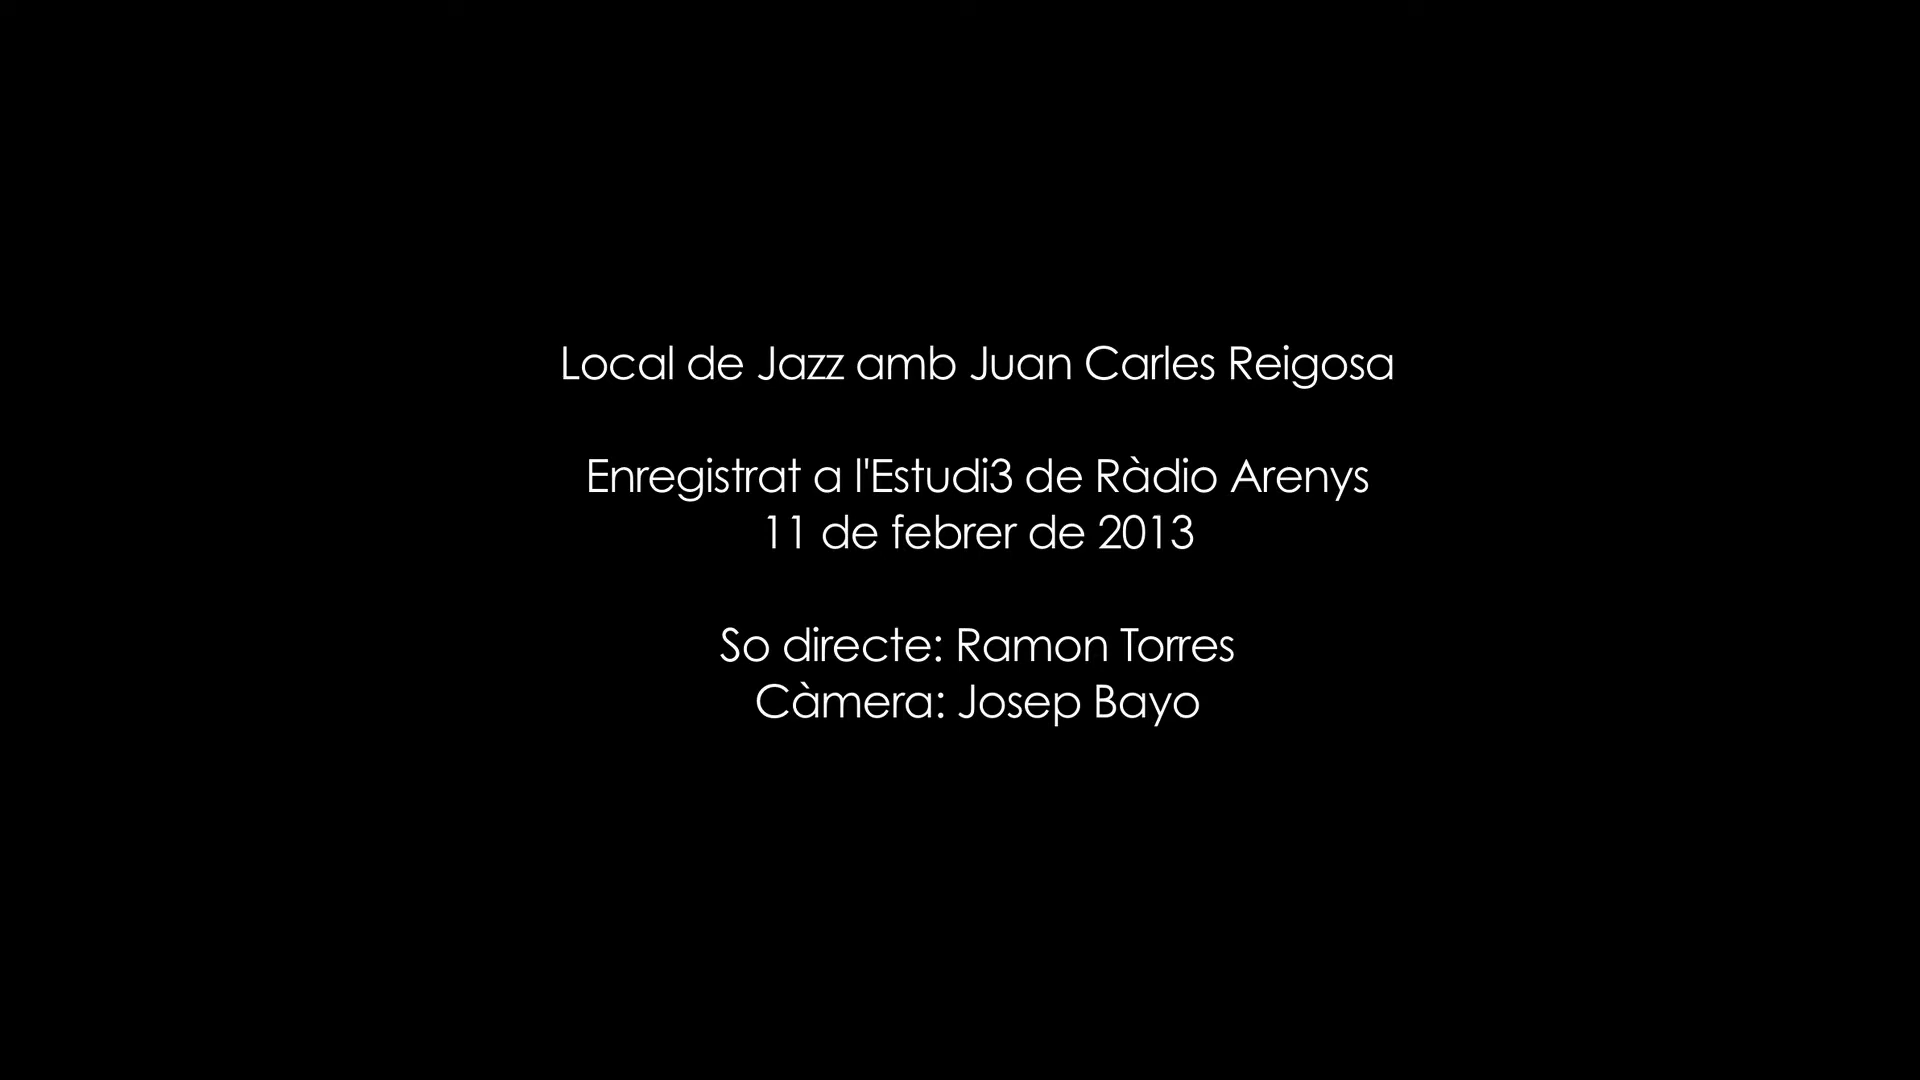 Local de Jazz amb Juan Carles Reigosa
Enregistrat a l'Estudi3 de Ràdio Arenys
11 de febrer de 2013
So directe: Ramon Torres
Càmera: Josep Bayo